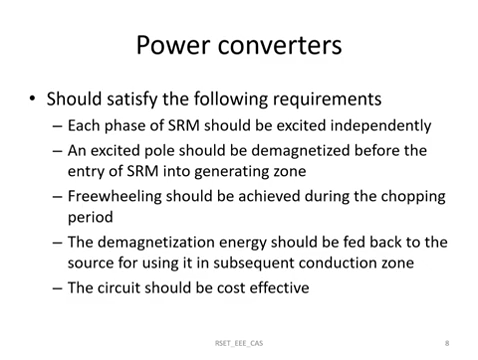 Power converters
• Should satisfy the following requirements
– Each phase of SRM should be excited independently
– An excited pole should be demagnetized before the
entry of SRM into generating zone
– Freewheeling should be achieved during the chopping
period
– The demagnetization energy should be fed back to the
source for using it in subsequent conduction zone
– The circuit should be cost effective
RSET_EEE_CAS
8